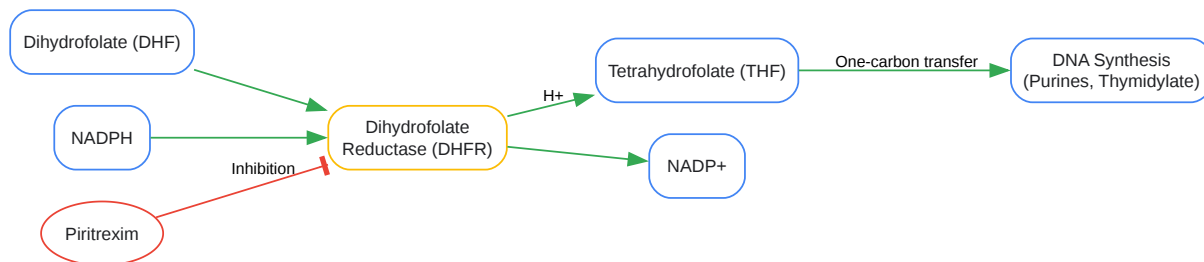 Dihydrofolate (DHF)
NADPH
Inhibition
Piritrexim
Dihydrofolate
Reductase (DHFR)
H+
Tetrahydrofolate (THF)
NADP+
One-carbon transfer
DNA Synthesis
(Purines, Thymidylate)